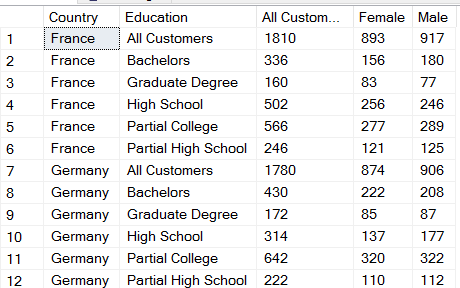 Country Education All Custom... Female Male
1 France All Customers 1810 893 917
2 France Bachelors 336 156 180
3 France Graduate Degree 160 83 77
4 France High School 502 256 246
5 France Partial College 566 277 289
6 France Partial High School 246 121 125
7 Germany All Customers 1780 874 906
8 Germany Bachelors 430 222 208
9 Germany Graduate Degree 172 85 87
10 Germany High School 314 137 177
11 Germany Partial College 642 320 322
12 Germany Partial High School 222 110 112